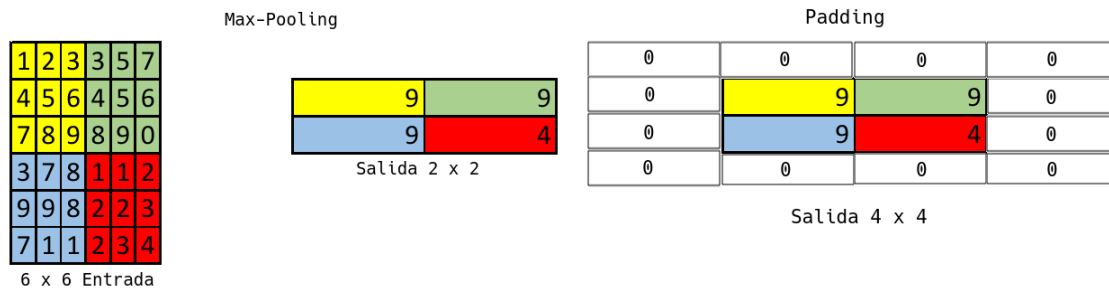 Max-Pooling
1 2 3 3 5 7
4 5 6 4 5 6
7 8 9 8 9 0
3 7 8 1 1 2
9 9 8 2 2 3
7 1 1 2 3 4
6 x 6 Entrada
9 9
9 4
Salida 2 x 2
Padding
0 0 0 0
0 9 9 0
0 9 4 0
0 0 0 0
Salida 4 x 4